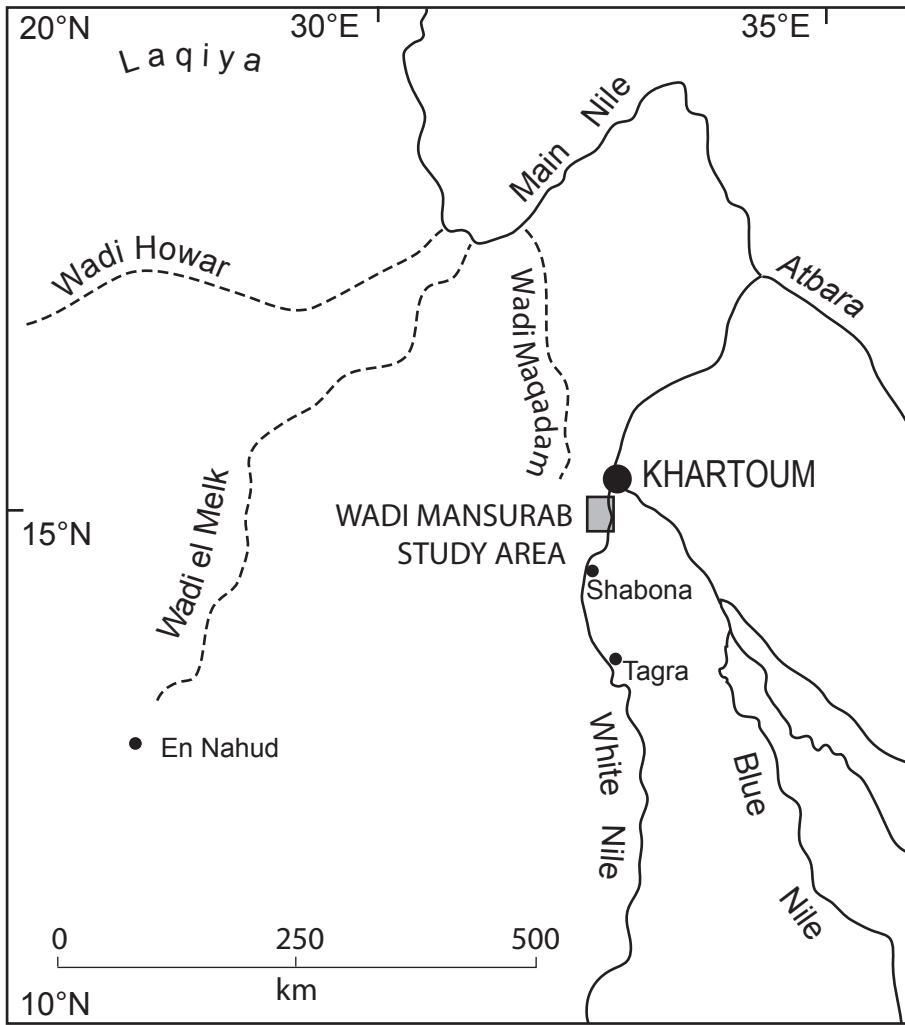 20°N
30°E
35°E
Laqiya
Main Nile
Wadi Howar
Atbara
Wadi Maqadam
KHARTOUM
15°N
WADI MANSURAB
STUDY AREA
Wadi el Melk
Shabona
Tagra
En Nahud
White Nile
Blue Nile
0 250 500
km
10°N